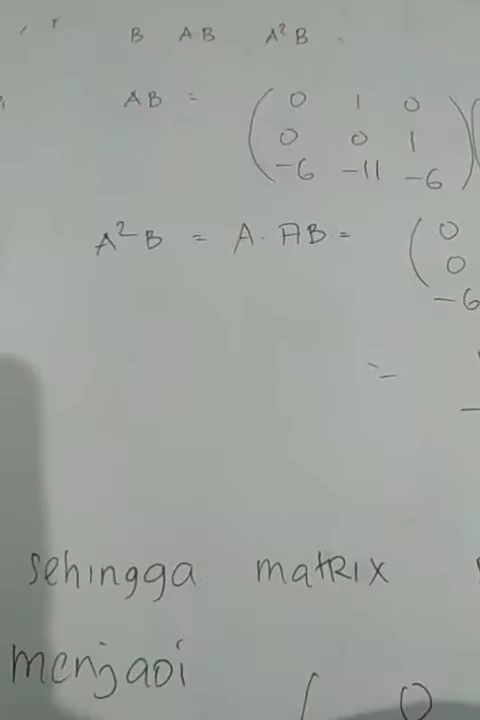 B AB A²B
AB = ( 0 1 0 ) (
0 0 1
-6 -11 -6
A²B = A . AB = ( 0
0
-6
=
sehingga matrix
menjadi
( 0